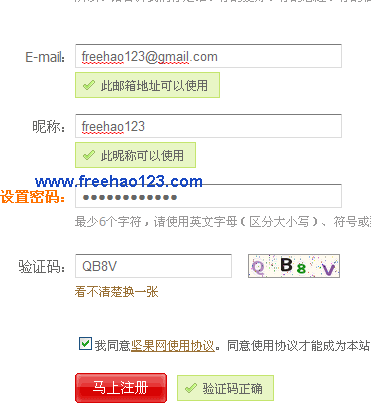 E-mail: freehao123@gmail.com
此邮箱地址可以使用
昵称: freehao123
此昵称可以使用
www.freehao123.com
设置密码: ●●●●●●●●●●●●
最少6个字符，请使用英文字母（区分大小写）、符号或
验证码: QB8V QB8V
看不清楚换一张
我同意坚果网使用协议。同意使用协议才能成为本站
马上注册 验证码正确